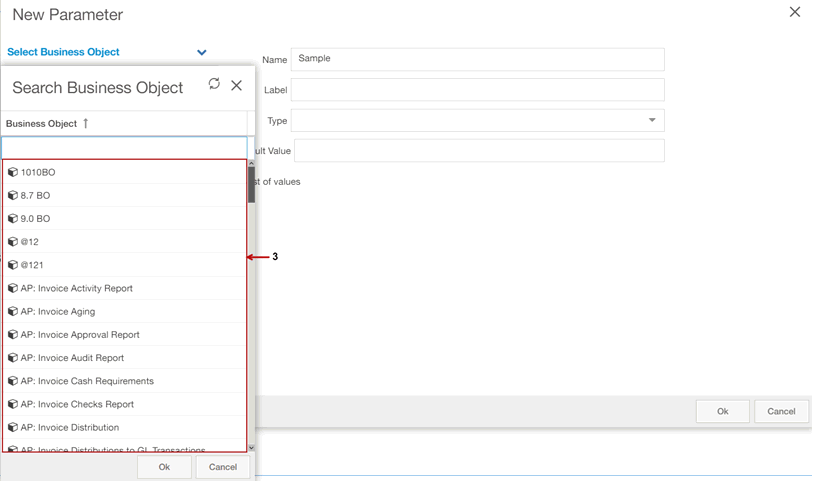 New Parameter
Select Business Object
Name
Sample
Search Business Object
Label
Business Object ↑
Type
ult Value
1010BO
st of values
8.7 BO
9.0 BO
@12
3
@121
AP: Invoice Activity Report
AP: Invoice Aging
AP: Invoice Approval Report
AP: Invoice Audit Report
AP: Invoice Cash Requirements
AP: Invoice Checks Report
Ok
Cancel
AP: Invoice Distribution
AP: Invoice Distributions to GL Transactions
Ok
Cancel